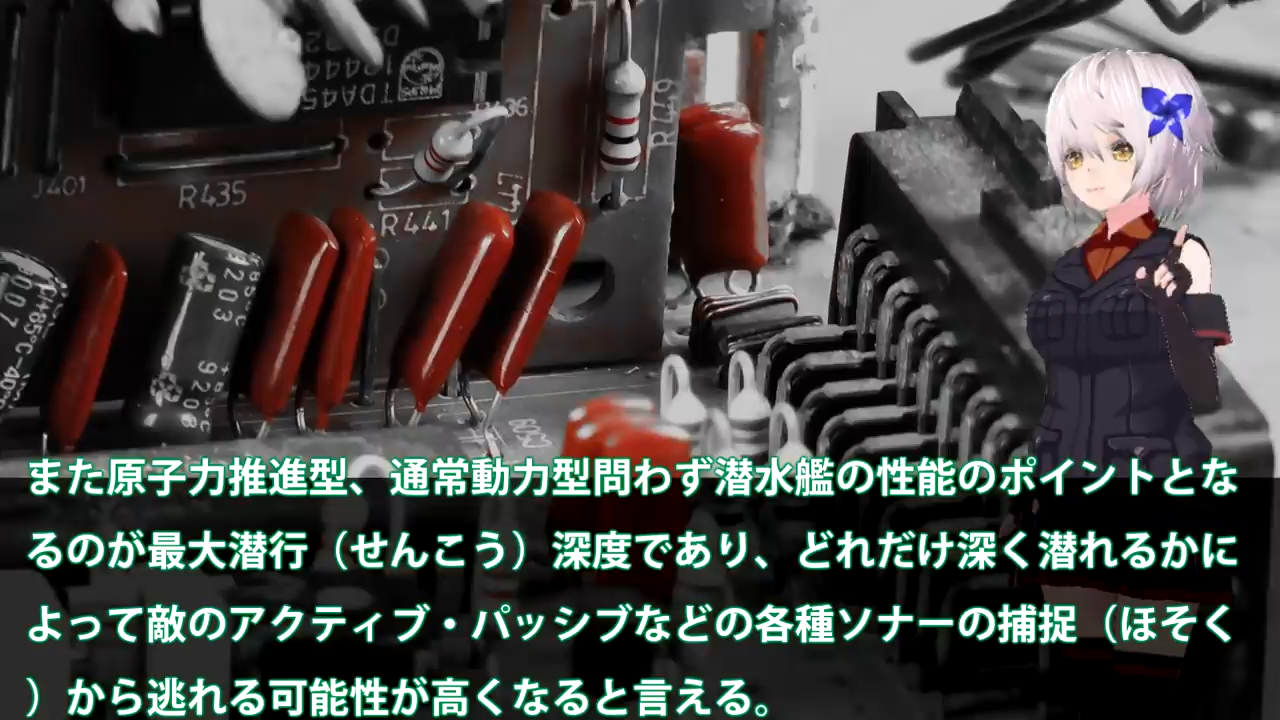 TDA45
J401
R435
R441
R449
また原子力推進型、通常動力型問わず潜水艦の性能のポイントとな
るのが最大潜行（せんこう）深度であり、どれだけ深く潜れるかに
よって敵のアクティブ・パッシブなどの各種ソナーの捕捉（ほそく
）から逃れる可能性が高くなると言える。